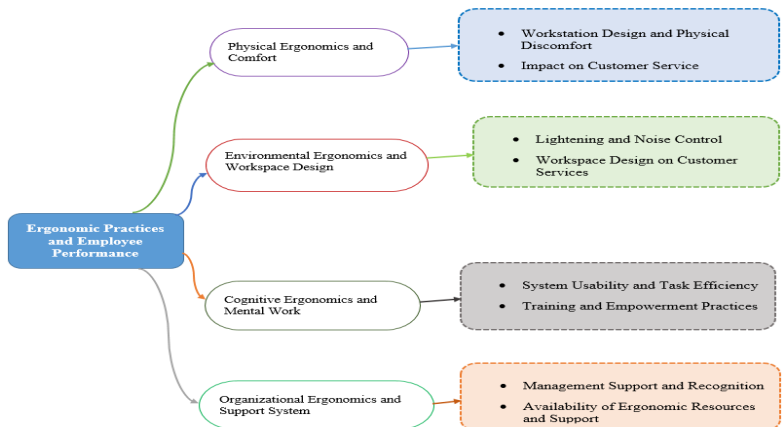 Physical Ergonomics and
Comfort
• Workstation Design and Physical
Discomfort
• Impact on Customer Service
Environmental Ergonomics and
Workspace Design
• Lightening and Noise Control
• Workspace Design on Customer
Services
Ergonomic Practices
and Employee
Performance
Cognitive Ergonomics and
Mental Work
• System Usability and Task Efficiency
• Training and Empowerment Practices
Organizational Ergonomics and
Support System
• Management Support and Recognition
• Availability of Ergonomic Resources
and Support